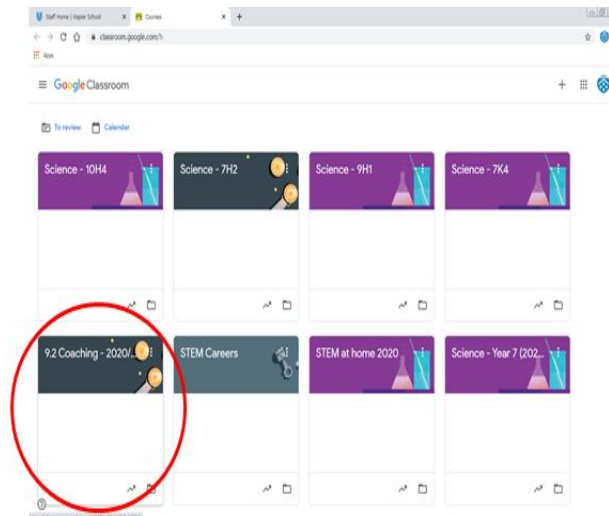 Staff Home | Napier School
Courses
classroom.google.com/h
Apps
Google Classroom
To review
Calendar
Science - 10H4
Science - 7H2
Science - 9H1
Science - 7K4
9.2 Coaching - 2020/...
STEM Careers
STEM at home 2020
Science - Year 7 (202...